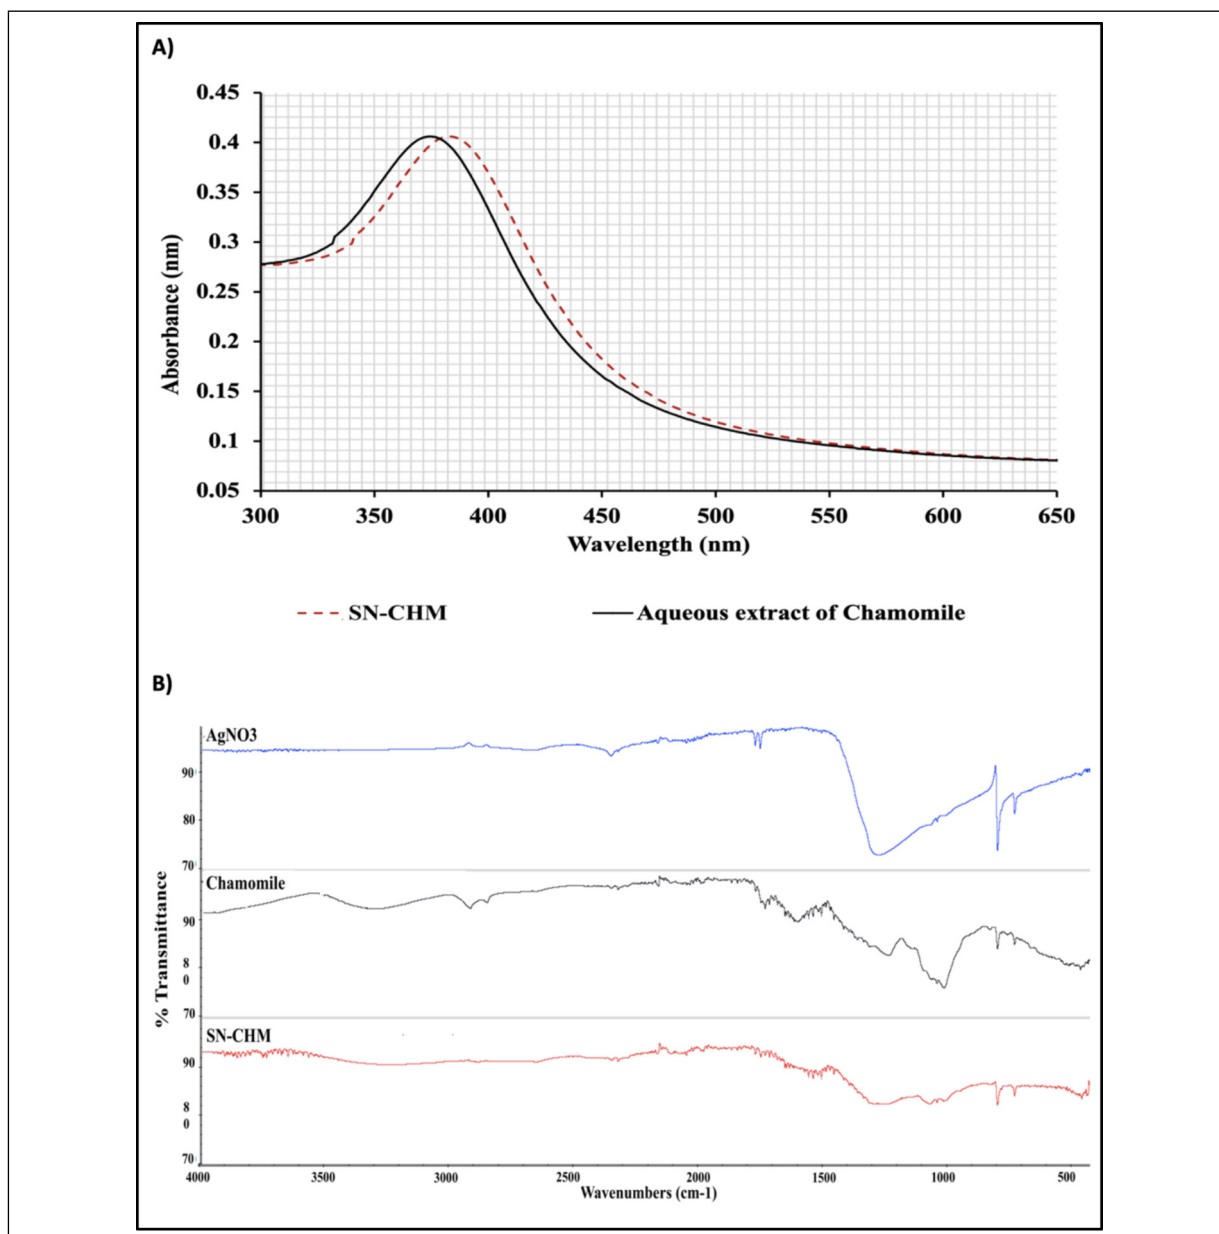 A)
0.45
0.4
0.35
0.3
0.25
0.2
0.15
0.1
0.05
Absorbance (nm)
300 350 400 450 500 550 600 650
Wavelength (nm)
SN-CHM Aqueous extract of Chamomile
B)
AgNO3
90
80
70
Chamomile
90
8
0
70
SN-CHM
90
8
0
70
% Transmittance
4000 3500 3000 2500 2000 1500 1000 500
Wavenumbers (cm-1)